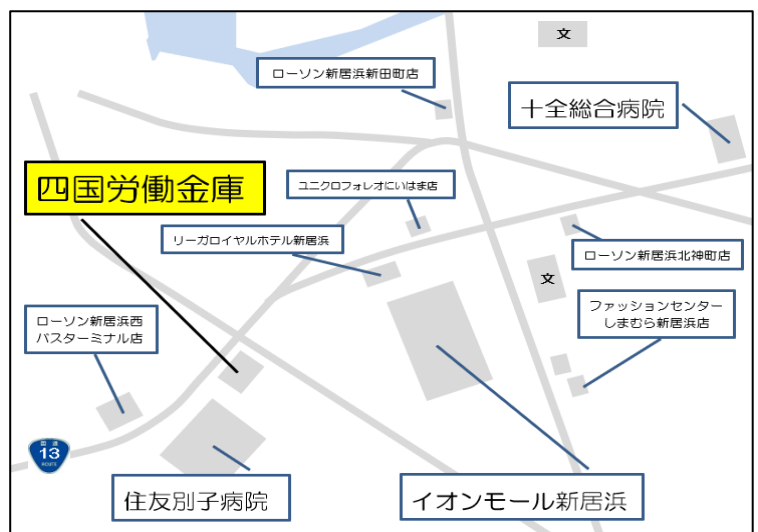 文
ローソン新居浜新田町店
十全総合病院
四国労働金庫
ユニクロフォレオにいはま店
リーガロイヤルホテル新居浜
ローソン新居浜北神町店
文
ファッションセンター
しまむら新居浜店
ローソン新居浜西
バスターミナル店
国道
13
ROUTE
住友別子病院
イオンモール新居浜